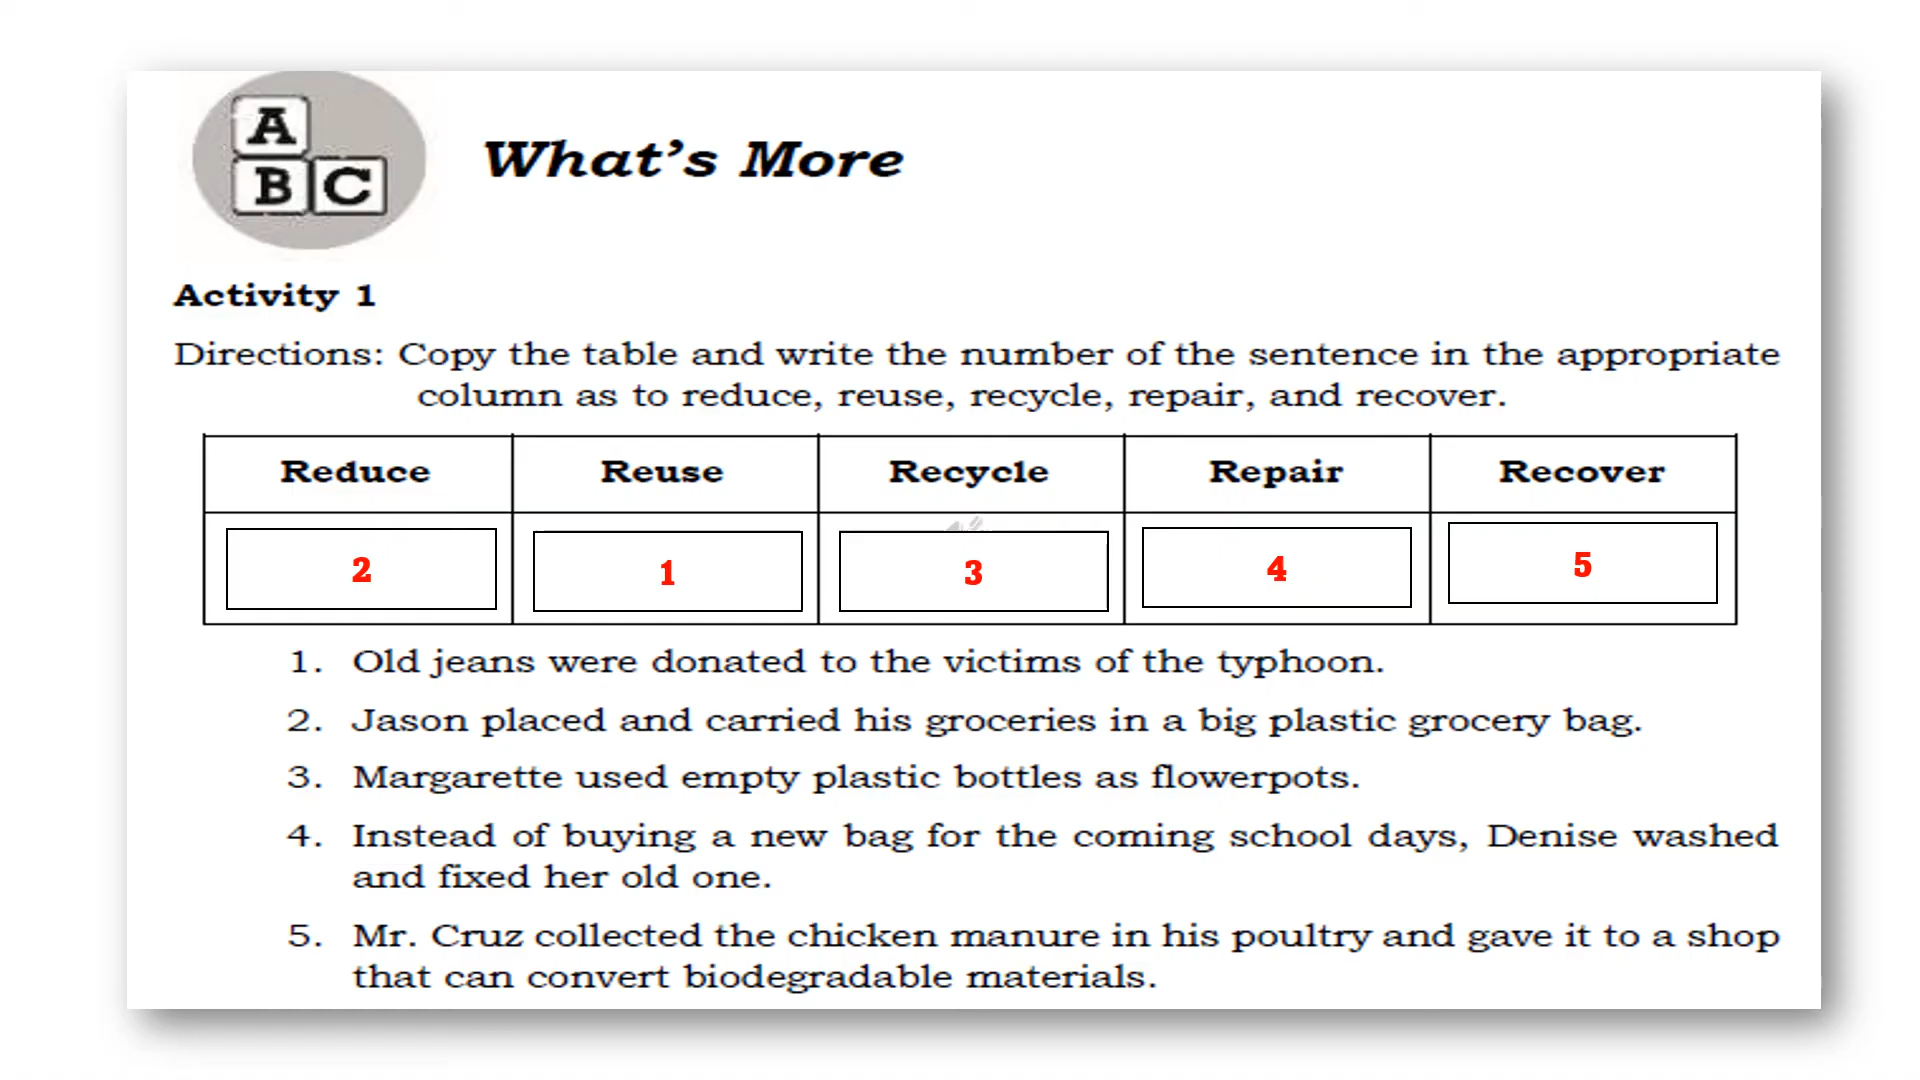 A
B C
What's More
Activity 1
Directions: Copy the table and write the number of the sentence in the appropriate
column as to reduce, reuse, recycle, repair, and recover.
Reduce Reuse Recycle Repair Recover
2 1 3 4 5
1. Old jeans were donated to the victims of the typhoon.
2. Jason placed and carried his groceries in a big plastic grocery bag.
3. Margarette used empty plastic bottles as flowerpots.
4. Instead of buying a new bag for the coming school days, Denise washed
and fixed her old one.
5. Mr. Cruz collected the chicken manure in his poultry and gave it to a shop
that can convert biodegradable materials.